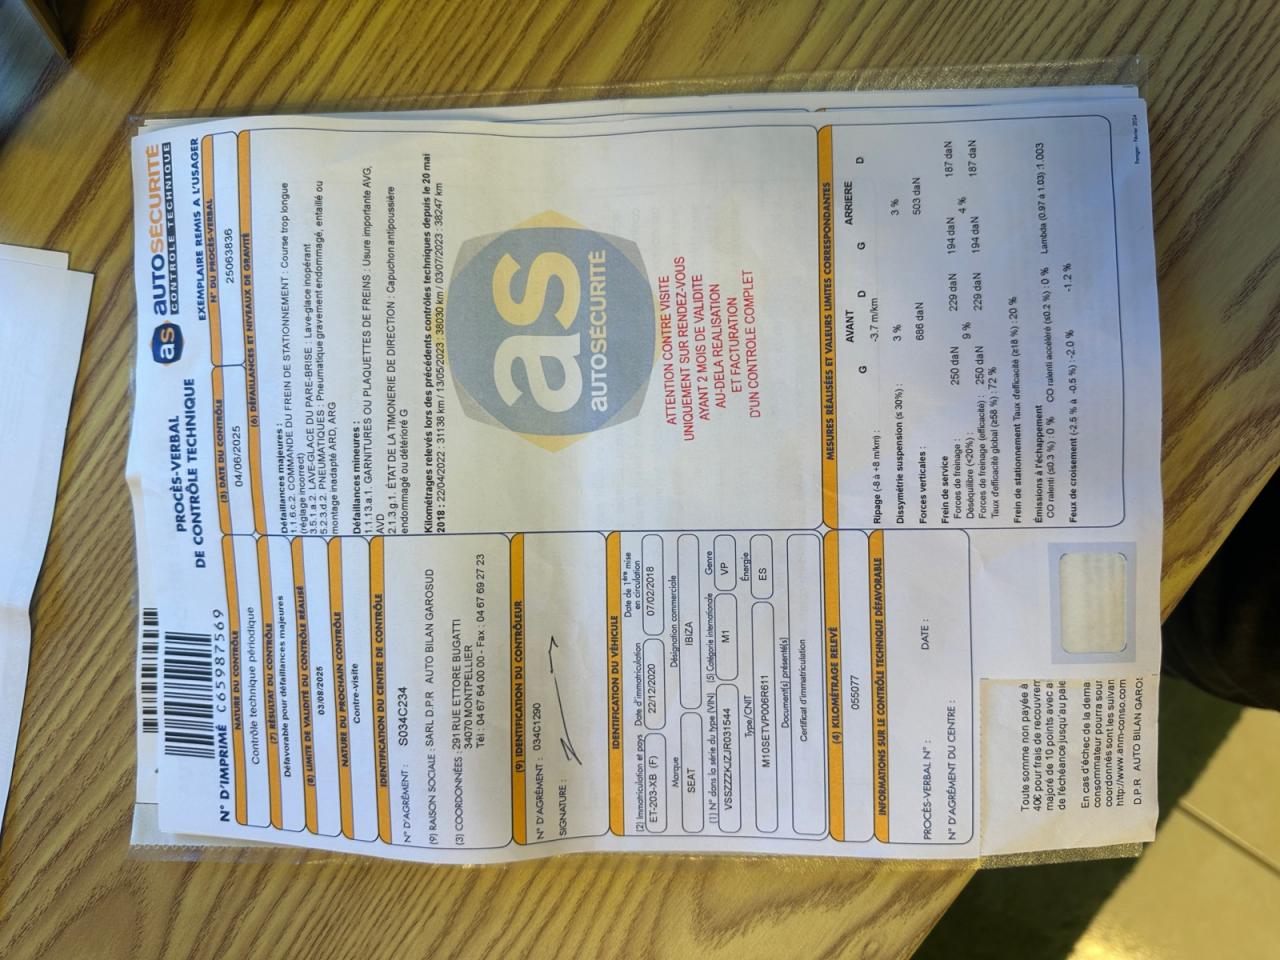 PROCÈS-VERBAL
DE CONTRÔLE TECHNIQUE
as AUTOSÉCURITÉ
CONTROLE TECHNIQUE
EXEMPLAIRE REMIS A L'USAGER
N° D'IMPRIMÉ C65987569
NATURE DU CONTRÔLE
Contrôle technique périodique
(7) RÉSULTAT DU CONTRÔLE
Défavorable pour défaillances majeures
(8) LIMITE DE VALIDITÉ DU CONTRÔLE RÉALISÉ
03/08/2025
NATURE DU PROCHAIN CONTRÔLE
Contre-visite
IDENTIFICATION DU CENTRE DE CONTRÔLE
N° D'AGRÉMENT : S034C234
(9) RAISON SOCIALE : SARL D.P.R AUTO BILAN GAROSUD
(3) COORDONNÉES : 291 RUE ETTORE BUGATTI
34070 MONTPELLIER
Tél : 04 67 64 00 00 - Fax : 04 67 69 27 23
(9) IDENTIFICATION DU CONTRÔLEUR
N° D'AGRÉMENT : 034C1290
SIGNATURE :
IDENTIFICATION DU VÉHICULE
(2) Immatriculation et pays Date d'immatriculation Date de 1ère mise en circulation
ET-203-XB (F) 22/12/2020 07/02/2018
Marque Désignation commerciale
SEAT IBIZA
(1) N° dans la série du type (VIN) (5) Catégorie internationale Genre
VSSZZZKJZJR031544 M1 VP
Type/CNIT Énergie
M10SETVP006R611 ES
Document(s) présenté(s)
Certificat d'immatriculation
(4) KILOMÉTRAGE RELEVÉ
055077
INFORMATIONS SUR LE CONTRÔLE TECHNIQUE DÉFAVORABLE
PROCÈS-VERBAL N° : DATE :
N° D'AGRÉMENT DU CENTRE :
(3) DATE DU CONTRÔLE N° DU PROCÈS-VERBAL
04/06/2025 25063836
(6) DÉFAILLANCES ET NIVEAUX DE GRAVITÉ
Défaillances majeures :
1.1.6.c.2. COMMANDE DU FREIN DE STATIONNEMENT : Course trop longue
(réglage incorrect)
3.5.1.a.2. LAVE-GLACE DU PARE-BRISE : Lave-glace inopérant
5.2.3.d.2. PNEUMATIQUES : Pneumatique gravement endommagé, entaillé ou
montage inadapté ARD, ARG
Défaillances mineures :
1.1.13.a.1. GARNITURES OU PLAQUETTES DE FREINS : Usure importante AVG,
AVD
2.1.3.g.1. ETAT DE LA TIMONERIE DE DIRECTION : Capuchon antipoussière
endommagé ou détérioré G
Kilométrages relevés lors des précédents contrôles techniques depuis le 20 mai
2018 : 22/04/2022 : 31138 km / 13/05/2023 : 38030 km / 03/07/2023 : 38247 km
as
AUTOSÉCURITÉ
ATTENTION CONTRE VISITE
UNIQUEMENT SUR RENDEZ-VOUS
AYANT 2 MOIS DE VALIDITE
AU-DELA REALISATION
ET FACTURATION
D'UN CONTROLE COMPLET
MESURES RÉALISÉES ET VALEURS LIMITES CORRESPONDANTES
AVANT ARRIERE
G D G D
Ripage (-8 à +8 m/km) : -3.7 m/km
Dissymétrie suspension (≤ 30%) : 3 % 3 %
Forces verticales : 686 daN 503 daN
Frein de service
Forces de freinage : 250 daN 229 daN 194 daN 187 daN
Déséquilibre (<20%) : 9 % 4 %
Forces de freinage (efficacité) : 250 daN 229 daN 194 daN 187 daN
Taux d'efficacité global (≥58 %) : 72 %
Frein de stationnement Taux d'efficacité (≥18 %) : 20 %
Émissions à l'échappement
CO ralenti (≤0.3 %) : 0 % CO ralenti accéléré (≤0.2 %) : 0 % Lambda (0.97 à 1.03) :1.003
Feux de croisement (-2.5 % à -0.5 %) : -2.0 % -1.2 %
Toute somme non payée à
40€ pour frais de recouvrem
majoré de 10 points avec a
de l'échéance jusqu'au paie
En cas d'échec de la dema
consommateur pourra sour
coordonnées sont les suivan
http://www.anm-conso.com
D.P.R AUTO BILAN GARO